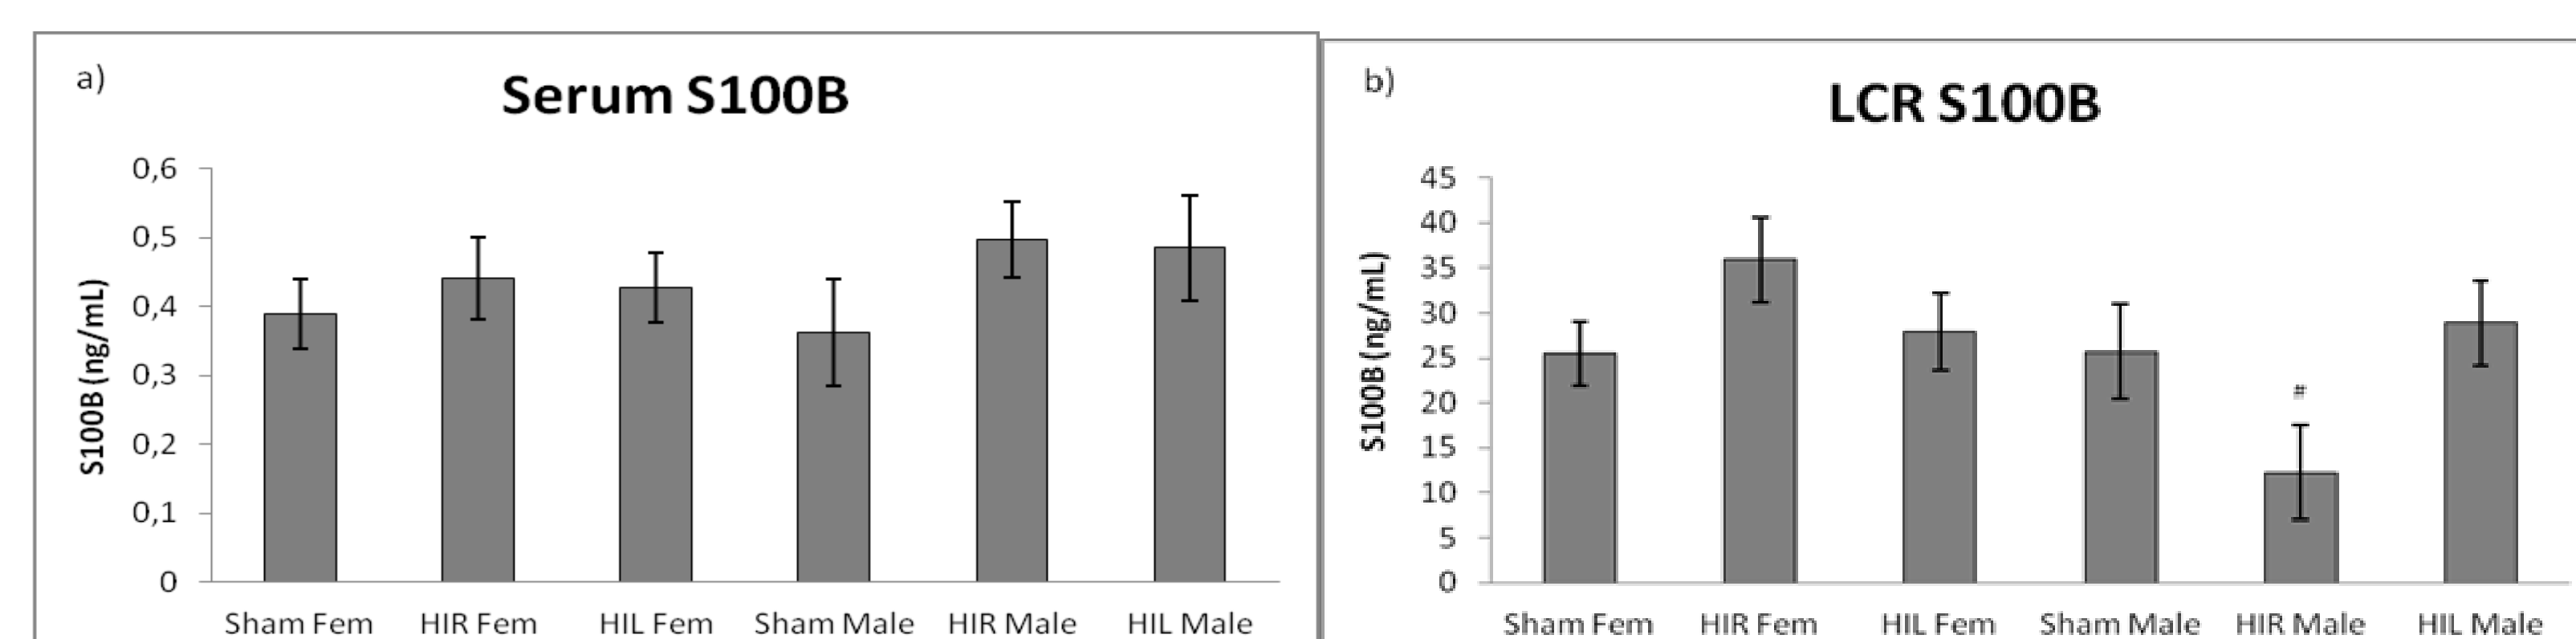 a)
Serum S100B
0,6
0,5
0,4
0,3
0,2
0,1
0
S100B (ng/mL)
Sham Fem HIR Fem HIL Fem Sham Male HIR Male HIL Male
b)
LCR S100B
45
40
35
30
25
20
15
10
5
0
S100B (ng/mL)
#
Sham Fem HIR Fem HIL Fem Sham Male HIR Male HIL Male